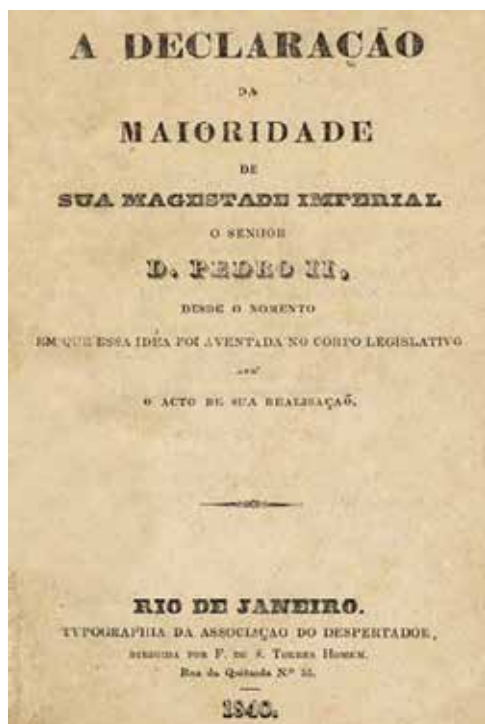 A DECLARAÇÃO
DA
MAIORIDADE
DE
SUA MAGESTADE IMPERIAL
O SENHOR
D. PEDRO II,
DESDE O MOMENTO
EM QUE ESSA IDÉA FOI AVENTADA NO CORPO LEGISLATIVO
ATÉ
O ACTO DE SUA REALISAÇAÕ.
RIO DE JANEIRO.
TYPOGRAPHIA DA ASSOCIAÇAO DO DESPERTADOR,
DIRIGIDA POR F. DE S. TORRES HOMEM.
Rua da Quitanda N.º 55.
1840.